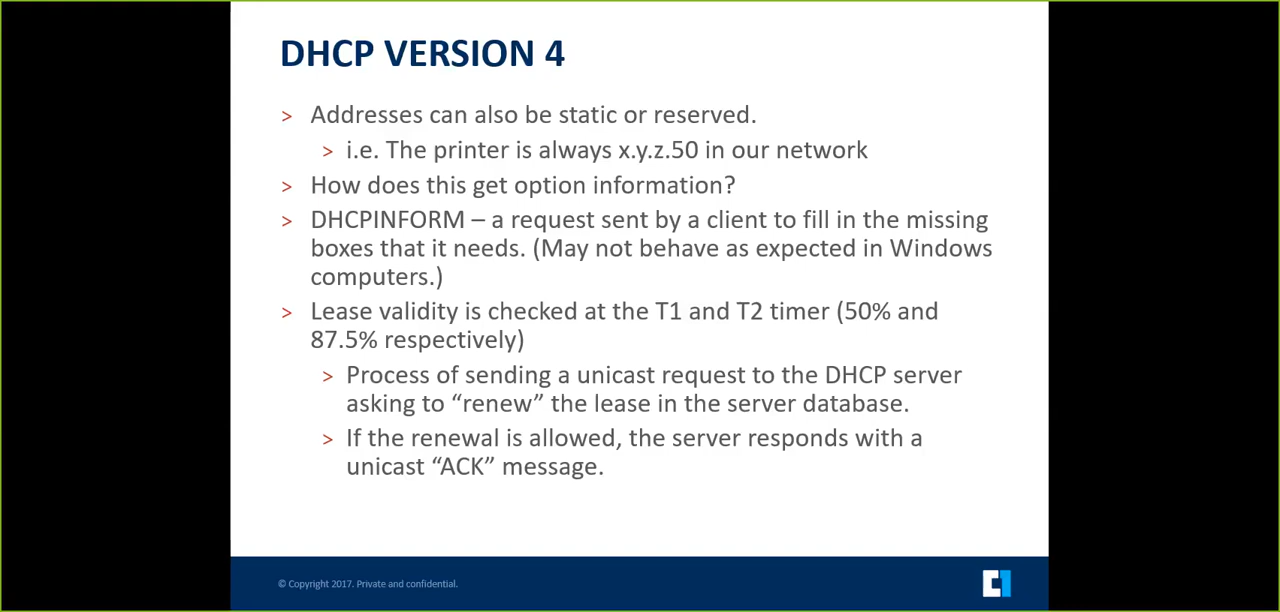 DHCP VERSION 4
> Addresses can also be static or reserved.
> i.e. The printer is always x.y.z.50 in our network
> How does this get option information?
> DHCPINFORM – a request sent by a client to fill in the missing
boxes that it needs. (May not behave as expected in Windows
computers.)
> Lease validity is checked at the T1 and T2 timer (50% and
87.5% respectively)
> Process of sending a unicast request to the DHCP server
asking to “renew” the lease in the server database.
> If the renewal is allowed, the server responds with a
unicast “ACK” message.
© Copyright 2017. Private and confidential.